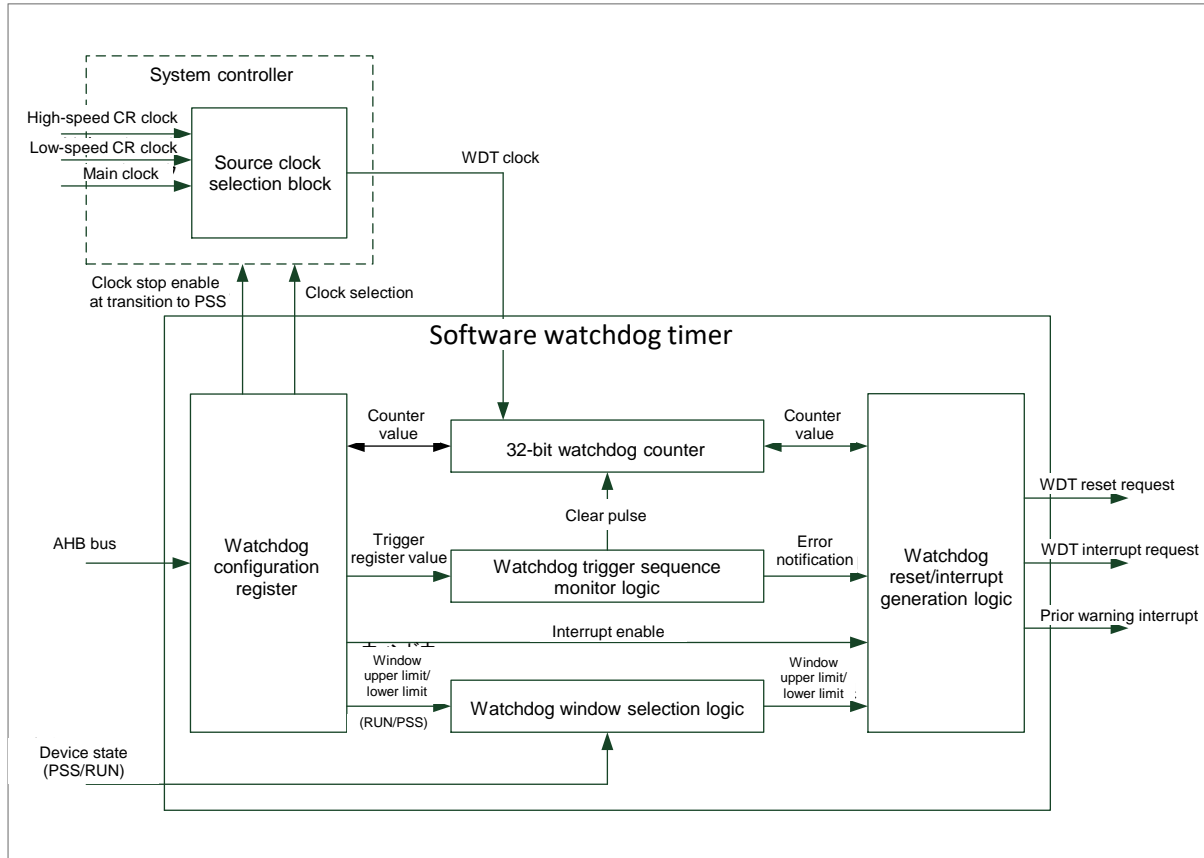 System controller
High-speed CR clock
Low-speed CR clock
Main clock
Source clock
selection block
WDT clock
Clock stop enable
at transition to PSS
Clock selection
Software watchdog timer
Counter
value
32-bit watchdog counter
Counter
value
Clear pulse
AHB bus
Watchdog
configuration
register
Trigger
register value
Watchdog trigger sequence
monitor logic
Error
notification
Watchdog
reset/interrupt
generation logic
WDT reset request
WDT interrupt request
Prior warning interrupt
Interrupt enable
Window
upper limit/
lower limit
(RUN/PSS)
Watchdog window selection logic
Window
upper limit/
lower limit
Device state
(PSS/RUN)